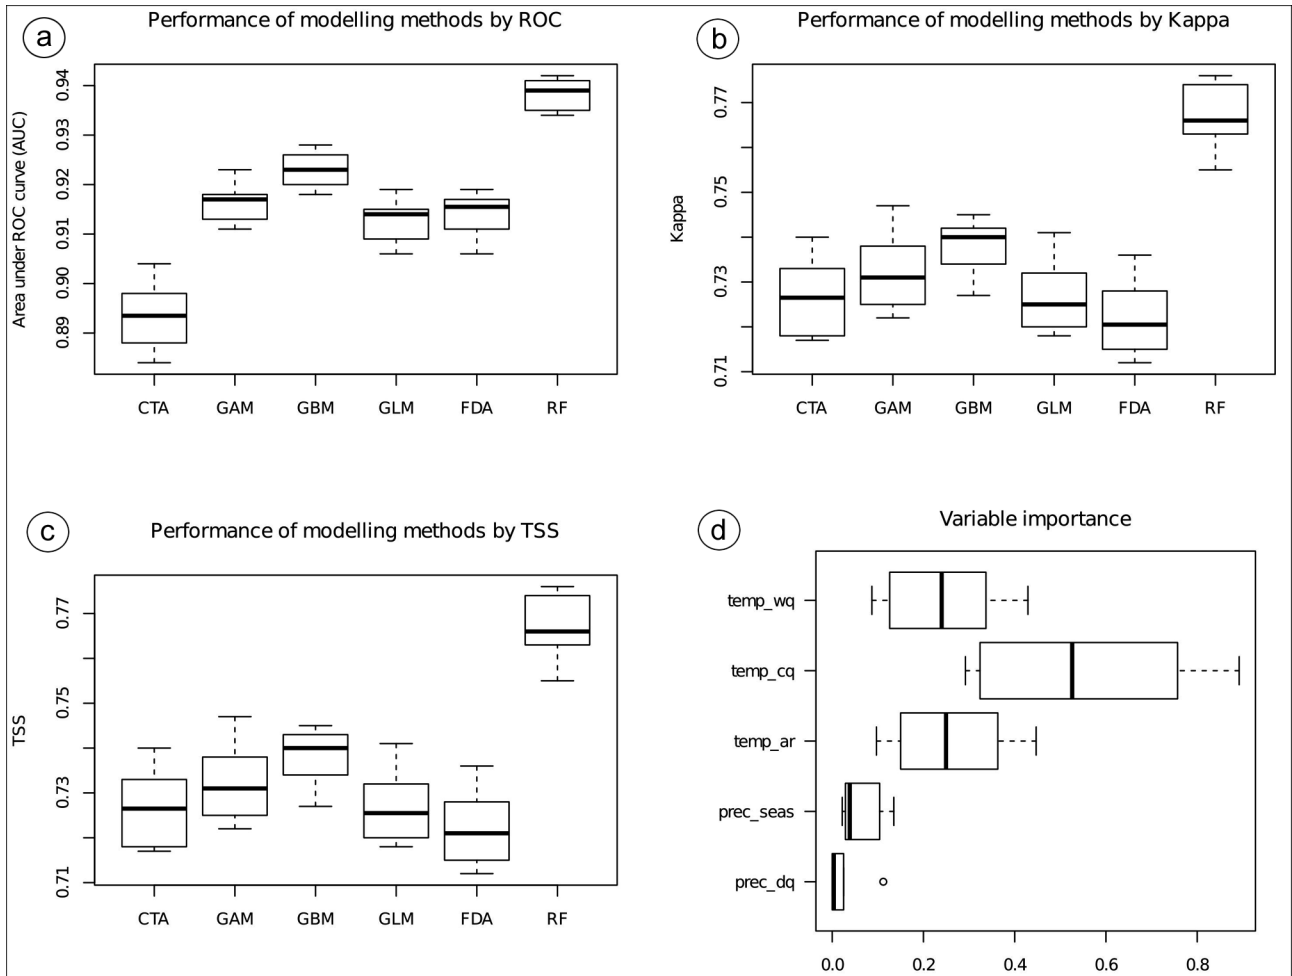 a
Performance of modelling methods by ROC
Area under ROC curve (AUC)
0.94
0.93
0.92
0.91
0.90
0.89
CTA GAM GBM GLM FDA RF
b
Performance of modelling methods by Kappa
Kappa
0.77
0.75
0.73
0.71
CTA GAM GBM GLM FDA RF
c
Performance of modelling methods by TSS
TSS
0.77
0.75
0.73
0.71
CTA GAM GBM GLM FDA RF
d
Variable importance
temp_wq
temp_cq
temp_ar
prec_seas
prec_dq
0.0 0.2 0.4 0.6 0.8